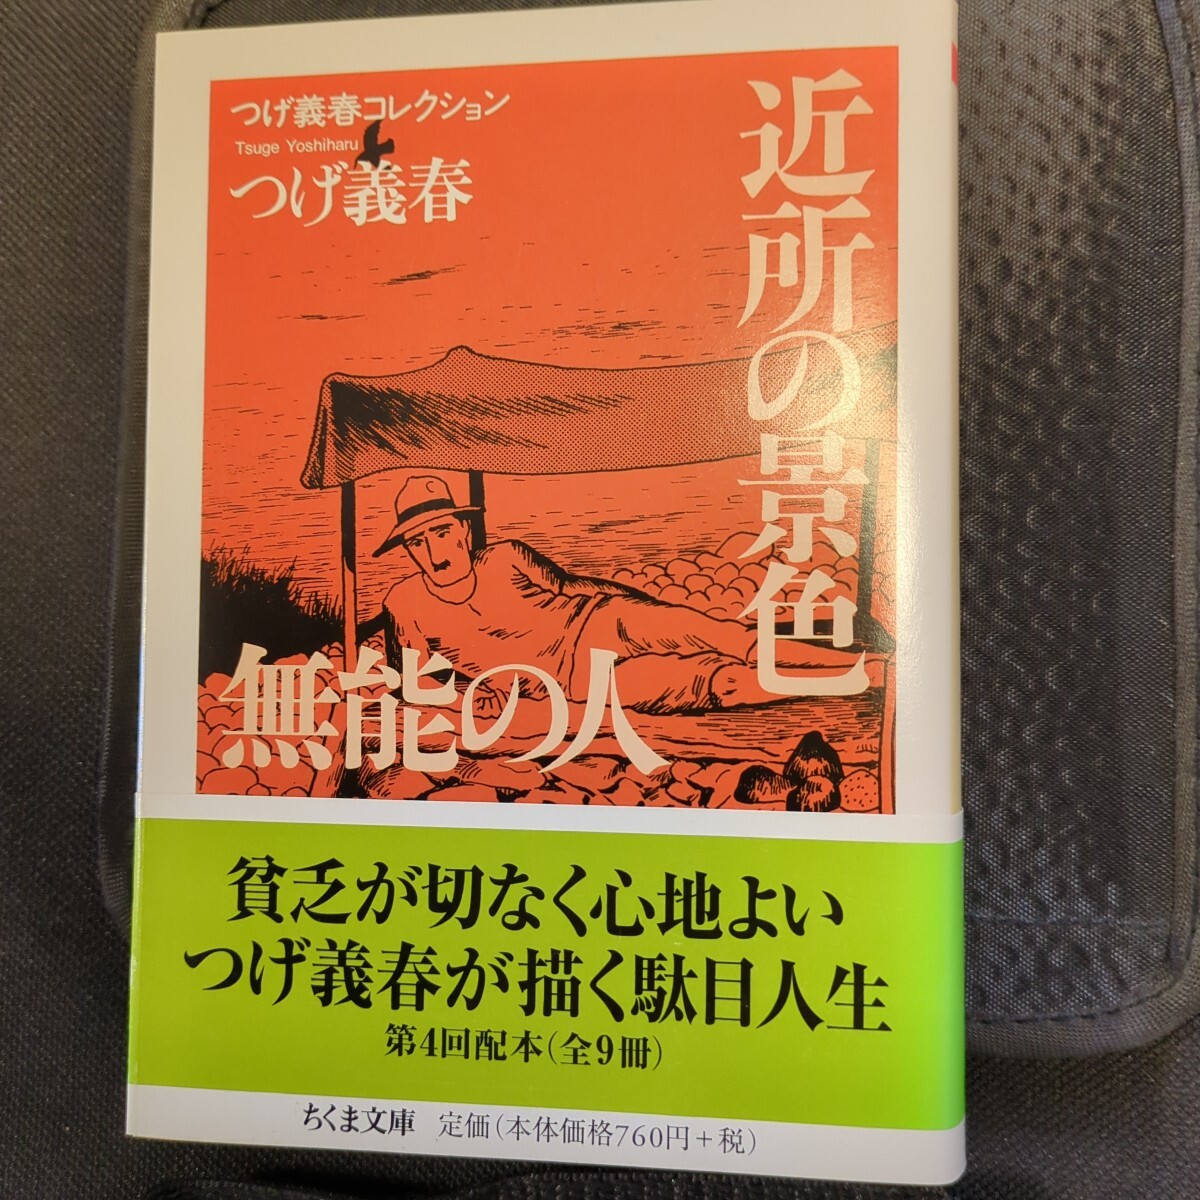 つげ義春コレクション
Tsuge Yoshiharu
つげ義春
近所の景色
無能の人
貧乏が切なく心地よい
つげ義春が描く駄目人生
第4回配本(全9冊)
ちくま文庫 定価(本体価格760円+税)